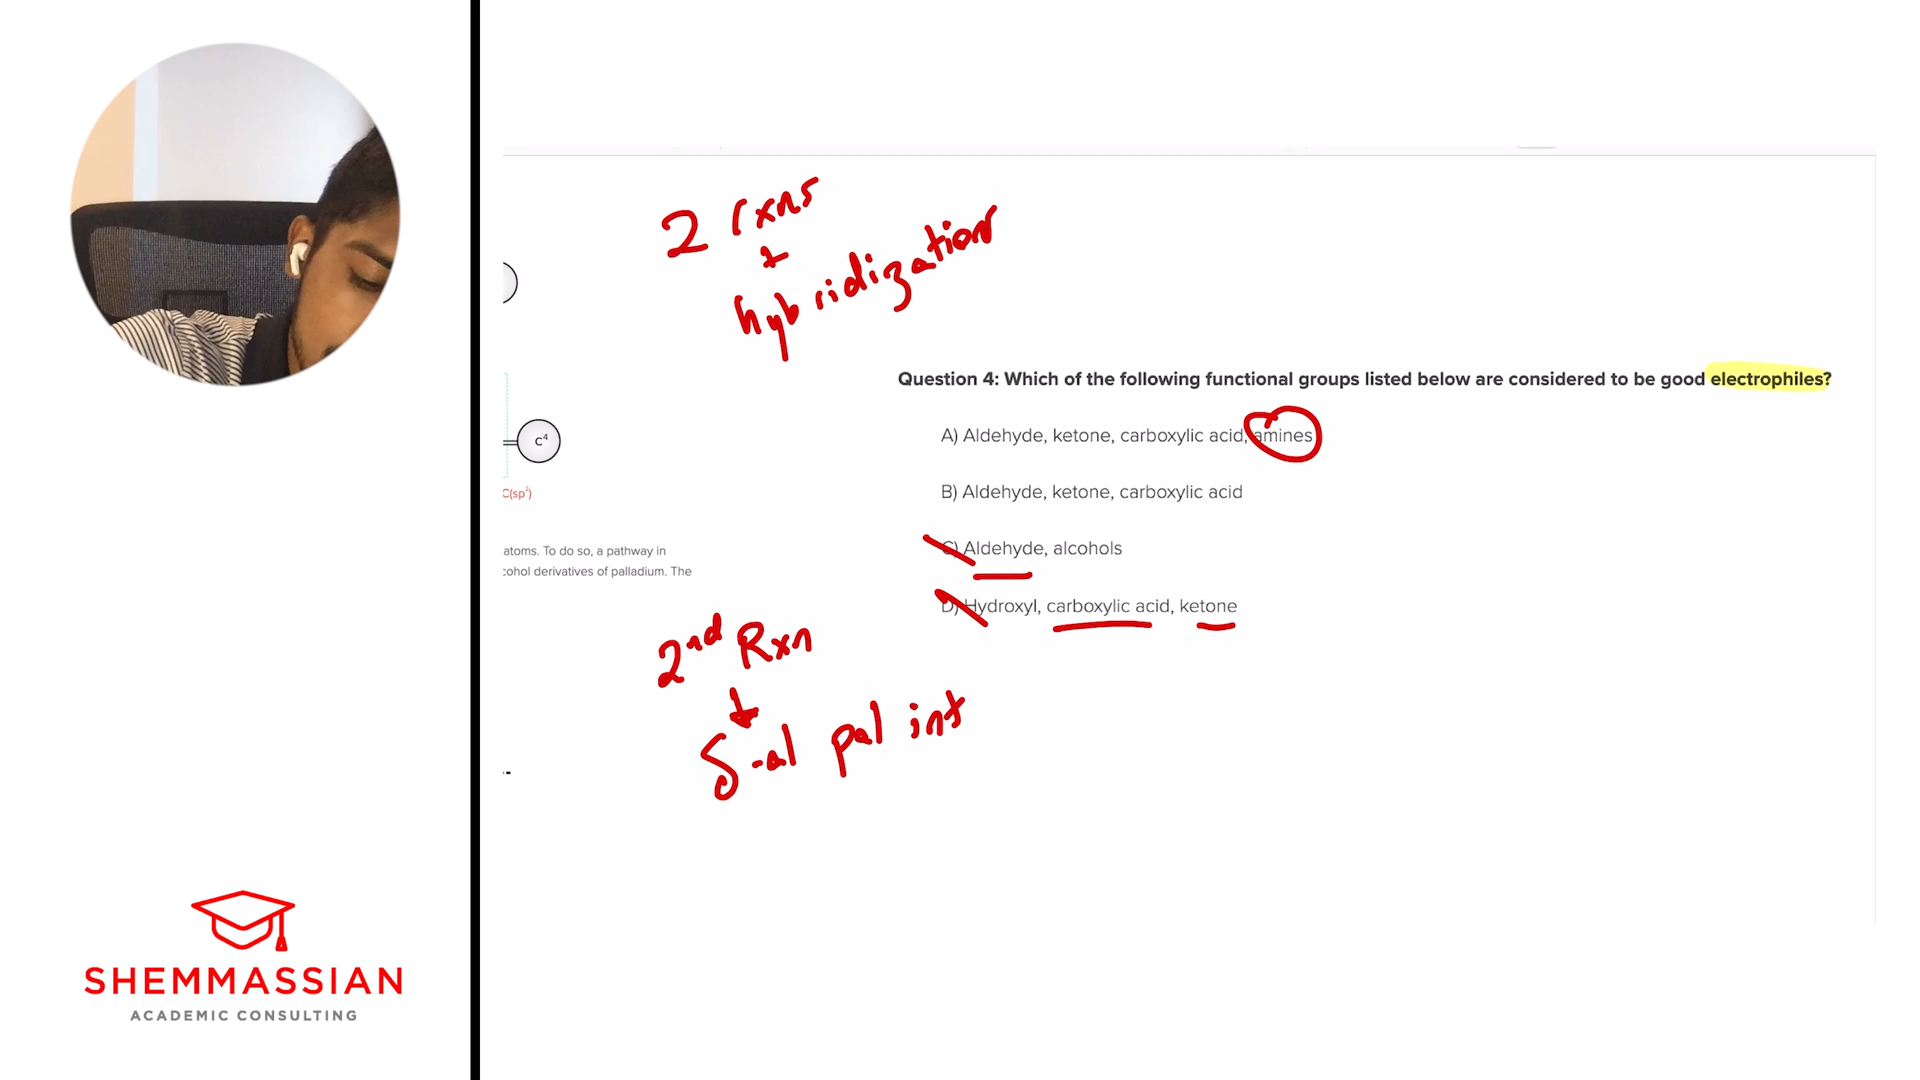 2 rxns
+
hybridization
Question 4: Which of the following functional groups listed below are considered to be good electrophiles?
A) Aldehyde, ketone, carboxylic acid, amines
C⁴
B) Aldehyde, ketone, carboxylic acid
C(sp²)
C) Aldehyde, alcohols
atoms. To do so, a pathway in
cohol derivatives of palladium. The
D) Hydroxyl, carboxylic acid, ketone
2nd Rxn
δ-al pal int
SHEMMASSIAN
ACADEMIC CONSULTING